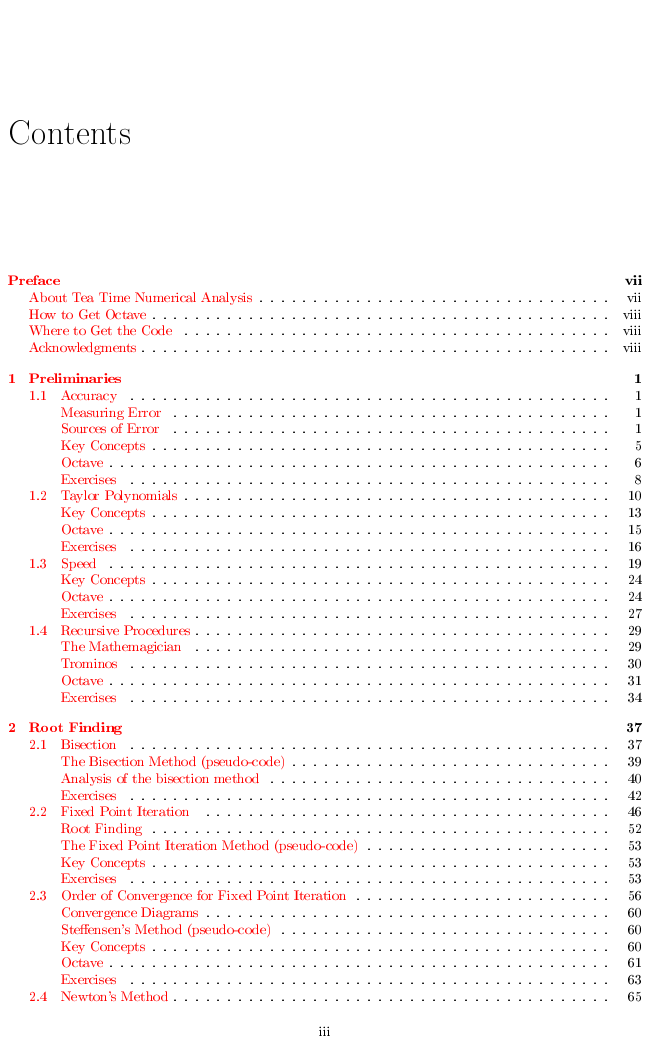 Contents
Preface vii
About Tea Time Numerical Analysis . . . . . . . . . . . . . . . . . . . . . . . . . . . . . . . . . vii
How to Get Octave . . . . . . . . . . . . . . . . . . . . . . . . . . . . . . . . . . . . . . . . . . . viii
Where to Get the Code . . . . . . . . . . . . . . . . . . . . . . . . . . . . . . . . . . . . . . . . viii
Acknowledgments . . . . . . . . . . . . . . . . . . . . . . . . . . . . . . . . . . . . . . . . . . . . viii
1 Preliminaries 1
1.1 Accuracy . . . . . . . . . . . . . . . . . . . . . . . . . . . . . . . . . . . . . . . . . . . . . 1
Measuring Error . . . . . . . . . . . . . . . . . . . . . . . . . . . . . . . . . . . . . . . . . 1
Sources of Error . . . . . . . . . . . . . . . . . . . . . . . . . . . . . . . . . . . . . . . . . 1
Key Concepts . . . . . . . . . . . . . . . . . . . . . . . . . . . . . . . . . . . . . . . . . . . 5
Octave . . . . . . . . . . . . . . . . . . . . . . . . . . . . . . . . . . . . . . . . . . . . . . . 6
Exercises . . . . . . . . . . . . . . . . . . . . . . . . . . . . . . . . . . . . . . . . . . . . . 8
1.2 Taylor Polynomials . . . . . . . . . . . . . . . . . . . . . . . . . . . . . . . . . . . . . . . . 10
Key Concepts . . . . . . . . . . . . . . . . . . . . . . . . . . . . . . . . . . . . . . . . . . . 13
Octave . . . . . . . . . . . . . . . . . . . . . . . . . . . . . . . . . . . . . . . . . . . . . . . 15
Exercises . . . . . . . . . . . . . . . . . . . . . . . . . . . . . . . . . . . . . . . . . . . . . 16
1.3 Speed . . . . . . . . . . . . . . . . . . . . . . . . . . . . . . . . . . . . . . . . . . . . . . . 19
Key Concepts . . . . . . . . . . . . . . . . . . . . . . . . . . . . . . . . . . . . . . . . . . . 24
Octave . . . . . . . . . . . . . . . . . . . . . . . . . . . . . . . . . . . . . . . . . . . . . . . 24
Exercises . . . . . . . . . . . . . . . . . . . . . . . . . . . . . . . . . . . . . . . . . . . . . 27
1.4 Recursive Procedures . . . . . . . . . . . . . . . . . . . . . . . . . . . . . . . . . . . . . . . 29
The Mathemagician . . . . . . . . . . . . . . . . . . . . . . . . . . . . . . . . . . . . . . . 29
Trominos . . . . . . . . . . . . . . . . . . . . . . . . . . . . . . . . . . . . . . . . . . . . . 30
Octave . . . . . . . . . . . . . . . . . . . . . . . . . . . . . . . . . . . . . . . . . . . . . . . 31
Exercises . . . . . . . . . . . . . . . . . . . . . . . . . . . . . . . . . . . . . . . . . . . . . 34
2 Root Finding 37
2.1 Bisection . . . . . . . . . . . . . . . . . . . . . . . . . . . . . . . . . . . . . . . . . . . . . 37
The Bisection Method (pseudo-code) . . . . . . . . . . . . . . . . . . . . . . . . . . . . . . 39
Analysis of the bisection method . . . . . . . . . . . . . . . . . . . . . . . . . . . . . . . . 40
Exercises . . . . . . . . . . . . . . . . . . . . . . . . . . . . . . . . . . . . . . . . . . . . . 42
2.2 Fixed Point Iteration . . . . . . . . . . . . . . . . . . . . . . . . . . . . . . . . . . . . . . 46
Root Finding . . . . . . . . . . . . . . . . . . . . . . . . . . . . . . . . . . . . . . . . . . . 52
The Fixed Point Iteration Method (pseudo-code) . . . . . . . . . . . . . . . . . . . . . . . 53
Key Concepts . . . . . . . . . . . . . . . . . . . . . . . . . . . . . . . . . . . . . . . . . . . 53
Exercises . . . . . . . . . . . . . . . . . . . . . . . . . . . . . . . . . . . . . . . . . . . . . 53
2.3 Order of Convergence for Fixed Point Iteration . . . . . . . . . . . . . . . . . . . . . . . . 56
Convergence Diagrams . . . . . . . . . . . . . . . . . . . . . . . . . . . . . . . . . . . . . . 60
Steffensen's Method (pseudo-code) . . . . . . . . . . . . . . . . . . . . . . . . . . . . . . . 60
Key Concepts . . . . . . . . . . . . . . . . . . . . . . . . . . . . . . . . . . . . . . . . . . . 60
Octave . . . . . . . . . . . . . . . . . . . . . . . . . . . . . . . . . . . . . . . . . . . . . . . 61
Exercises . . . . . . . . . . . . . . . . . . . . . . . . . . . . . . . . . . . . . . . . . . . . . 63
2.4 Newton's Method . . . . . . . . . . . . . . . . . . . . . . . . . . . . . . . . . . . . . . . . . 65
iii